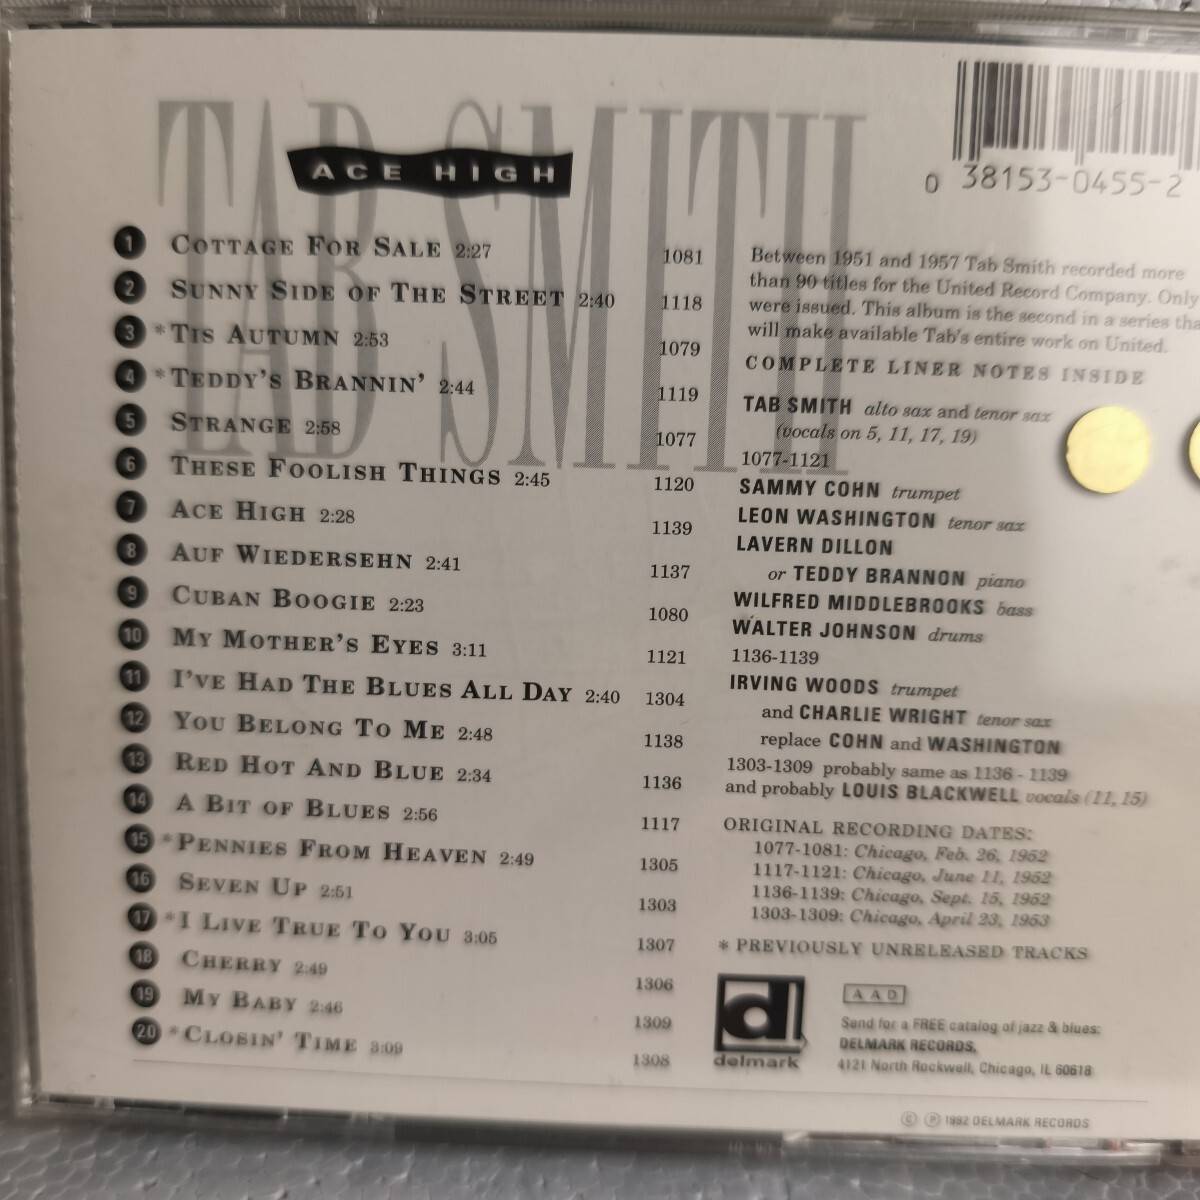 TAB SMITH
ACE HIGH
0 38153-0455-2
1 COTTAGE FOR SALE 2:27 1081
2 SUNNY SIDE OF THE STREET 2:40 1118
3 *TIS AUTUMN 2:53 1079
4 *TEDDY'S BRANNIN' 2:44 1119
5 STRANGE 2:58 1077
6 THESE FOOLISH THINGS 2:45 1120
7 ACE HIGH 2:28 1139
8 AUF WIEDERSEHN 2:41 1137
9 CUBAN BOOGIE 2:23 1080
10 MY MOTHER'S EYES 3:11 1121
11 I'VE HAD THE BLUES ALL DAY 2:40 1304
12 YOU BELONG TO ME 2:48 1138
13 RED HOT AND BLUE 2:34 1136
14 A BIT OF BLUES 2:56 1117
15 *PENNIES FROM HEAVEN 2:49 1305
16 SEVEN UP 2:51 1303
17 *I LIVE TRUE TO YOU 3:05 1307
18 CHERRY 2:49 1306
19 MY BABY 2:46 1309
20 *CLOSIN' TIME 3:09 1308
Between 1951 and 1957 Tab Smith recorded more
than 90 titles for the United Record Company. Only
were issued. This album is the second in a series
will make available Tab's entire work on United.
COMPLETE LINER NOTES INSIDE
TAB SMITH alto sax and tenor sax
(vocals on 5, 11, 17, 19)
1077-1121
SAMMY COHN trumpet
LEON WASHINGTON tenor sax
LAVERN DILLON
or TEDDY BRANNON piano
WILFRED MIDDLEBROOKS bass
WALTER JOHNSON drums
1136-1139
IRVING WOODS trumpet
and CHARLIE WRIGHT tenor sax
replace COHN and WASHINGTON
1303-1309 probably same as 1136 - 1139
and probably LOUIS BLACKWELL vocals (11, 15)
ORIGINAL RECORDING DATES:
1077-1081: Chicago, Feb. 26, 1952
1117-1121: Chicago, June 11, 1952
1136-1139: Chicago, Sept. 15, 1952
1303-1309: Chicago, April 23, 1953
* PREVIOUSLY UNRELEASED TRACKS
d
delmark
AAD
Send for a FREE catalog of jazz & blues:
DELMARK RECORDS,
4121 North Rockwell, Chicago, IL 60618
© ℗ 1992 DELMARK RECORDS